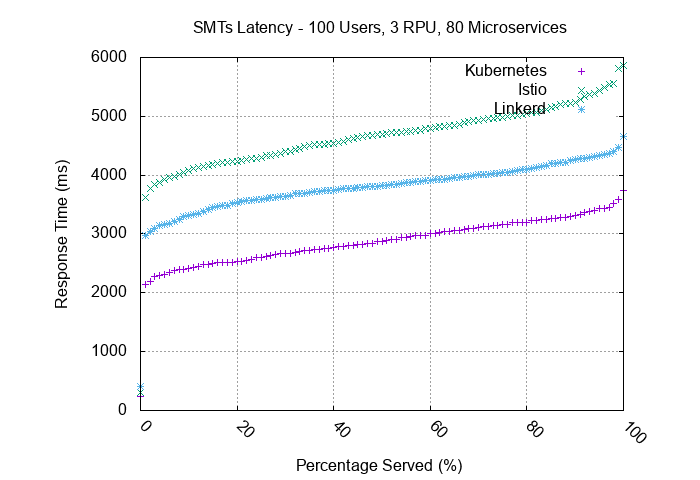 SMTs Latency - 100 Users, 3 RPU, 80 Microservices
6000
5000
4000
3000
2000
1000
0
Response Time (ms)
Kubernetes
Istio
Linkerd
0
20
40
60
80
100
Percentage Served (%)